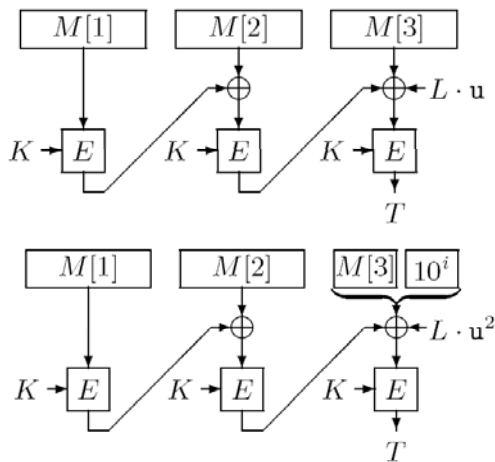 M[1] M[2] M[3]
L · u
K E K E K E
T
M[1] M[2] M[3] 10^i
L · u^2
K E K E K E
T